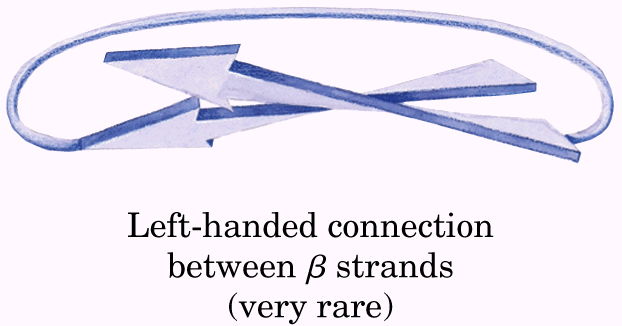 Left-handed connection
between β strands
(very rare)